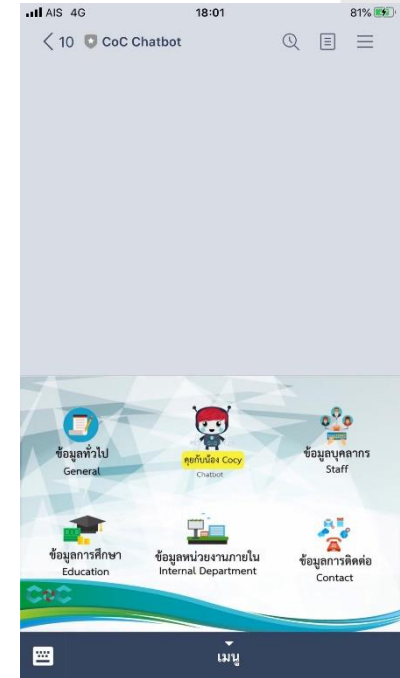 AIS 4G 18:01 81%
10 CoC Chatbot
ข้อมูลทั่วไป
General
คุยกับน้อง Cocy
Chatbot
ข้อมูลบุคลากร
Staff
ข้อมูลการศึกษา
Education
ข้อมูลหน่วยงานภายใน
Internal Department
ข้อมูลการติดต่อ
Contact
CoC
เมนู